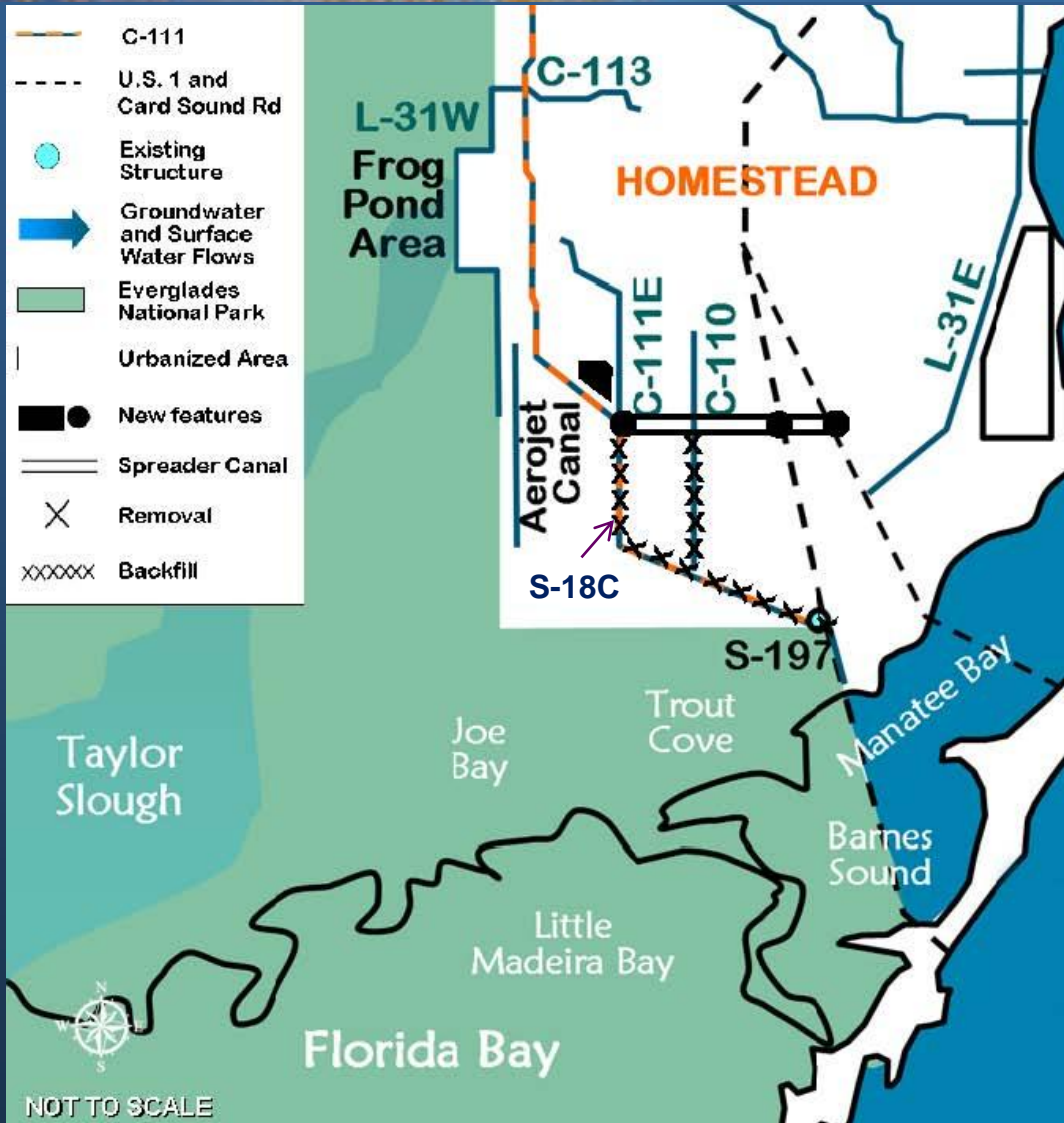 C-111
U.S. 1 and
Card Sound Rd
Existing
Structure
Groundwater
and Surface
Water Flows
Everglades
National Park
Urbanized Area
New features
Spreader Canal
Removal
Backfill
C-113
L-31W
Frog
Pond
Area
HOMESTEAD
L-31E
C-111E
C-110
Aerojet
Canal
S-18C
S-197
Manatee Bay
Trout
Cove
Joe
Bay
Taylor
Slough
Barnes
Sound
Little
Madeira Bay
Florida Bay
N
W E
S
NOT TO SCALE